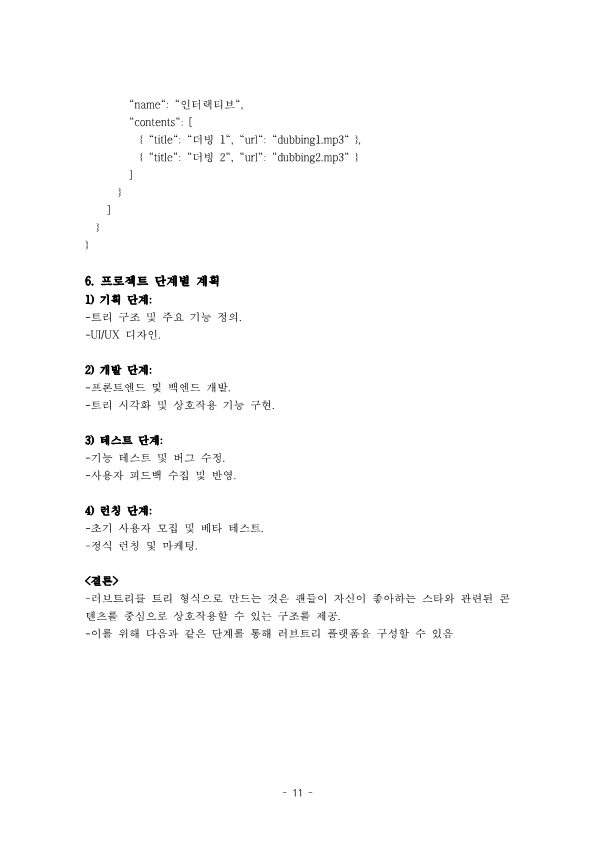 "name": "인터랙티브",
"contents": [
{ "title": "더빙 1", "url": "dubbing1.mp3" },
{ "title": "더빙 2", "url": "dubbing2.mp3" }
]
}
]
}
}
6. 프로젝트 단계별 계획
1) 기획 단계:
-트리 구조 및 주요 기능 정의.
-UI/UX 디자인.
2) 개발 단계:
-프론트엔드 및 백엔드 개발.
-트리 시각화 및 상호작용 기능 구현.
3) 테스트 단계:
-기능 테스트 및 버그 수정.
-사용자 피드백 수집 및 반영.
4) 런칭 단계:
-초기 사용자 모집 및 베타 테스트.
-정식 런칭 및 마케팅.
<결론>
-러브트리를 트리 형식으로 만드는 것은 팬들이 자신이 좋아하는 스타와 관련된 콘
텐츠를 중심으로 상호작용할 수 있는 구조를 제공.
-이를 위해 다음과 같은 단계를 통해 러브트리 플랫폼을 구성할 수 있음
- 11 -